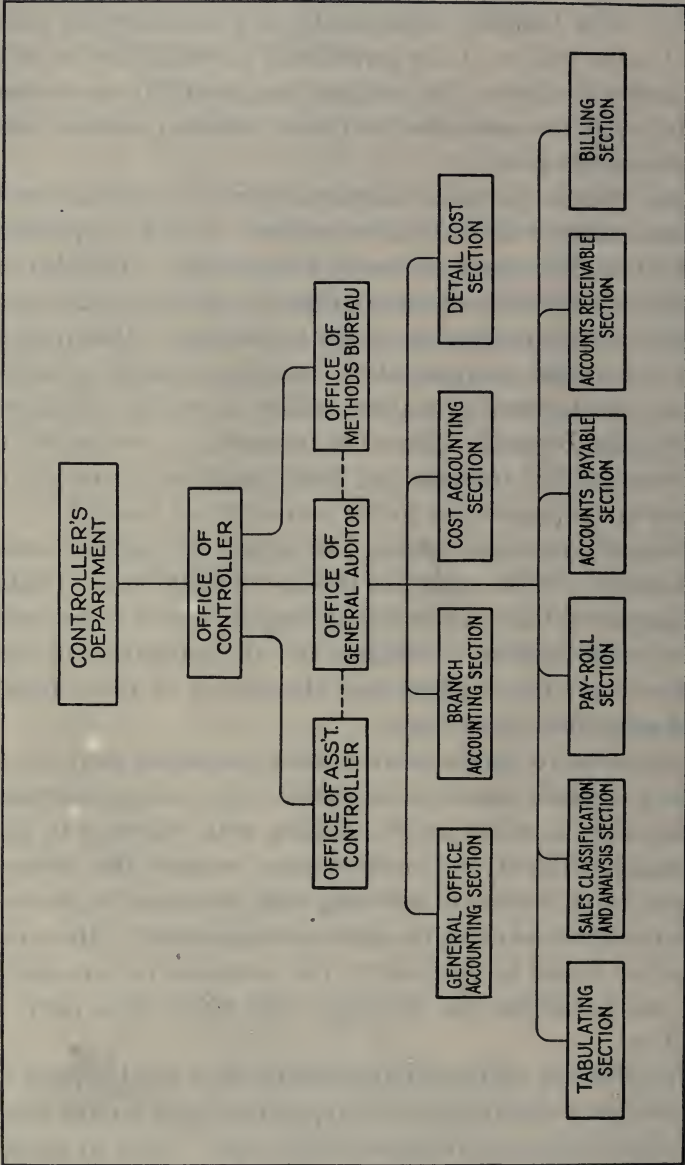 CONTROLLER'S
DEPARTMENT
OFFICE OF
CONTROLLER
OFFICE OF ASS'T.
CONTROLLER
OFFICE OF
GENERAL AUDITOR
OFFICE OF
METHODS BUREAU
GENERAL OFFICE
ACCOUNTING SECTION
BRANCH
ACCOUNTING SECTION
COST ACCOUNTING
SECTION
DETAIL COST
SECTION
TABULATING
SECTION
SALES CLASSIFICATION
AND ANALYSIS SECTION
PAY-ROLL
SECTION
ACCOUNTS PAYABLE
SECTION
ACCOUNTS RECEIVABLE
SECTION
BILLING
SECTION